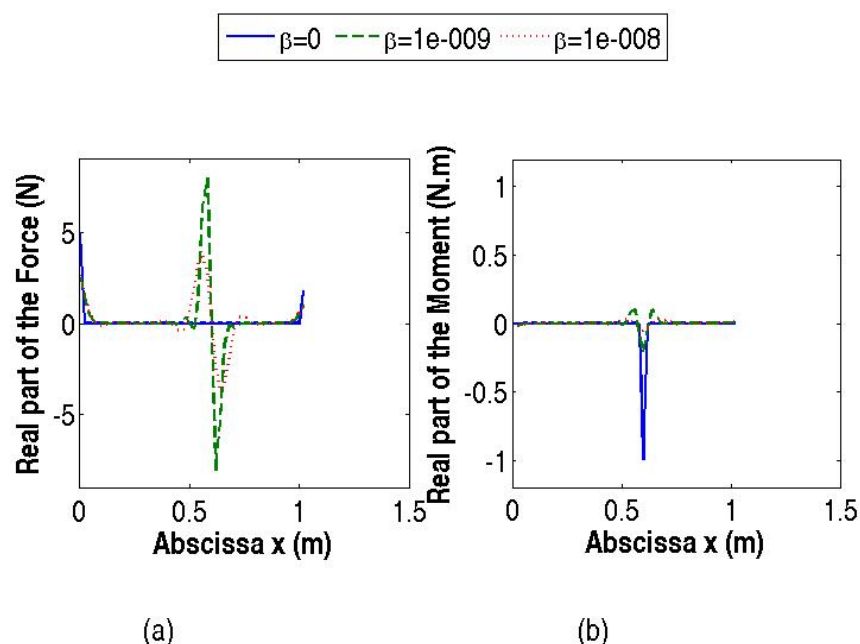 β=0 β=1e-009 β=1e-008
Real part of the Force (N)
5
0
-5
0 0.5 1 1.5
Abscissa x (m)
(a)
Real part of the Moment (N.m)
1
0.5
0
-0.5
-1
0 0.5 1 1.5
Abscissa x (m)
(b)